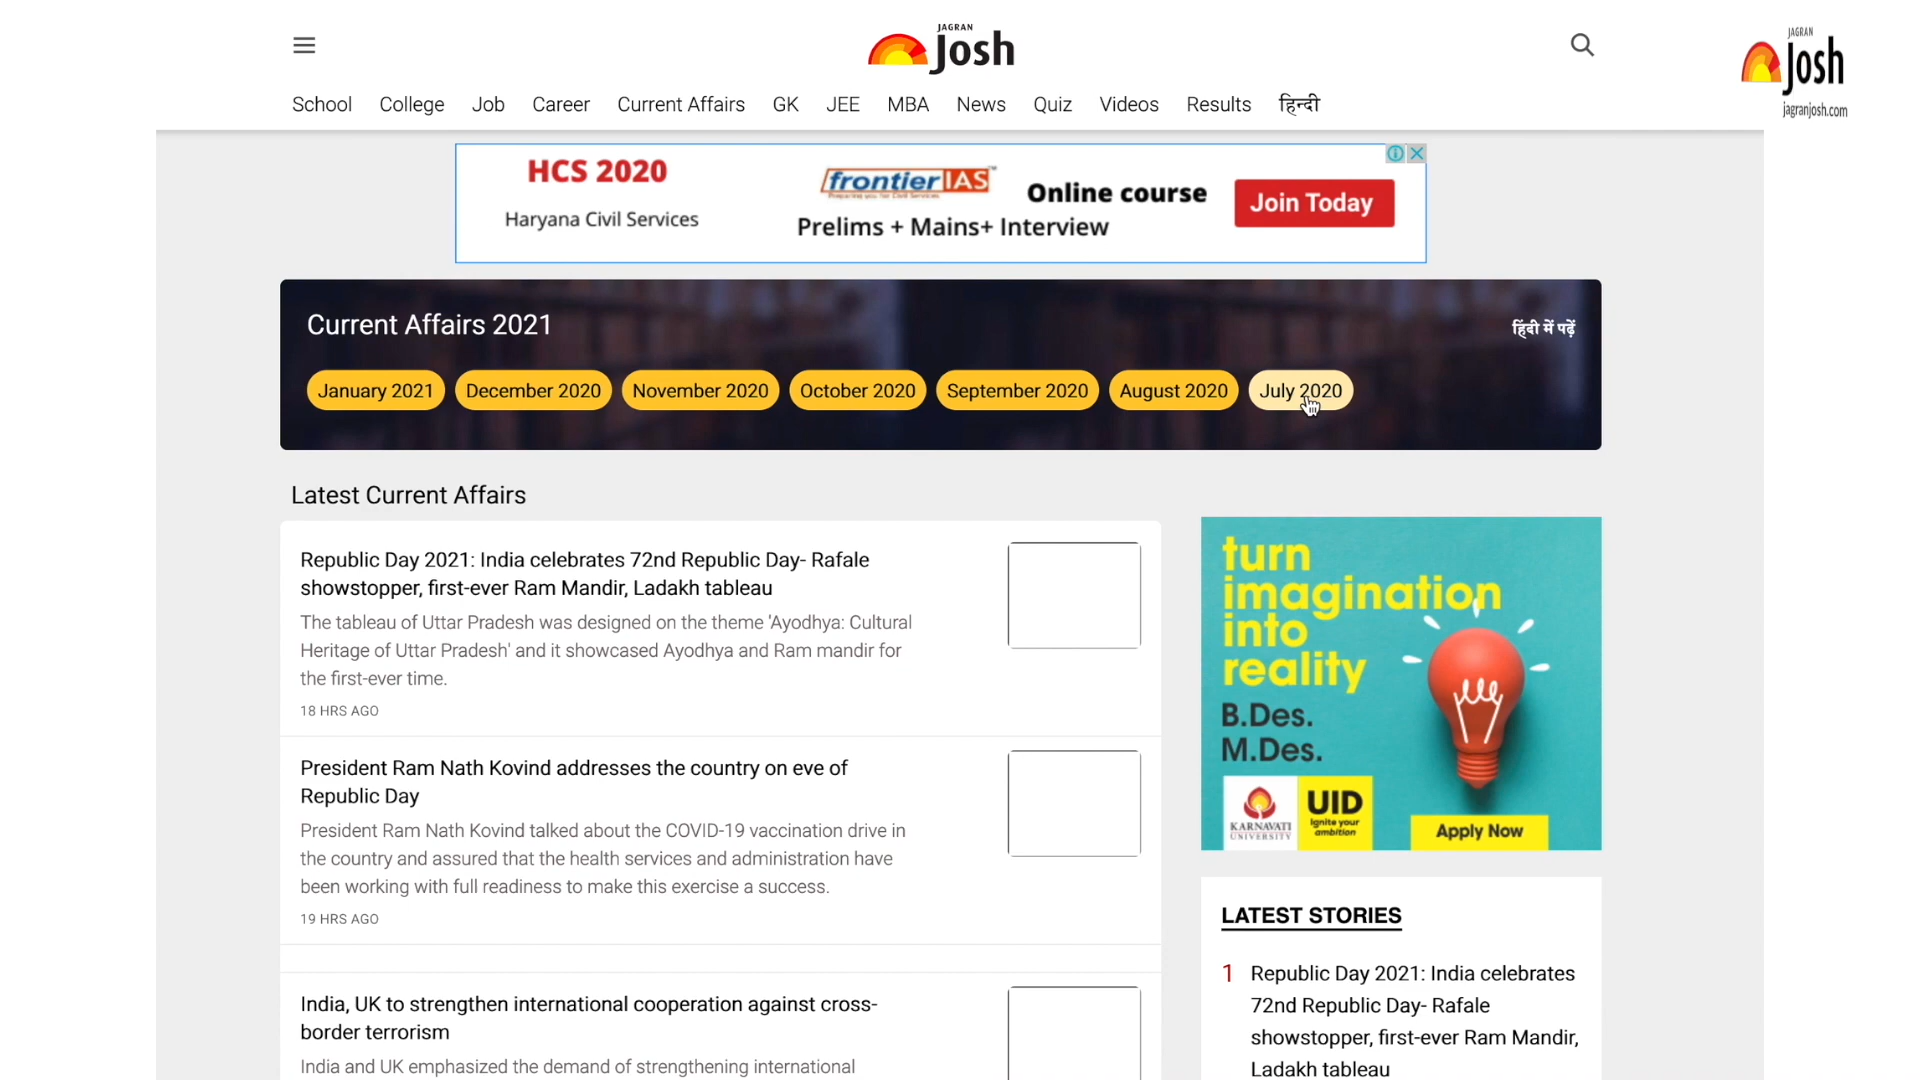 JAGRAN
Josh
JAGRAN
Josh
jagranjosh.com
School College Job Career Current Affairs GK JEE MBA News Quiz Videos Results हिन्दी
HCS 2020
Haryana Civil Services
frontier IAS
Preparing you for Civil Services
Online course
Prelims + Mains+ Interview
Join Today
Current Affairs 2021
हिंदी में पढ़ें
January 2021 December 2020 November 2020 October 2020 September 2020 August 2020 July 2020
Latest Current Affairs
Republic Day 2021: India celebrates 72nd Republic Day- Rafale
showstopper, first-ever Ram Mandir, Ladakh tableau
The tableau of Uttar Pradesh was designed on the theme 'Ayodhya: Cultural
Heritage of Uttar Pradesh' and it showcased Ayodhya and Ram mandir for
the first-ever time.
18 HRS AGO
President Ram Nath Kovind addresses the country on eve of
Republic Day
President Ram Nath Kovind talked about the COVID-19 vaccination drive in
the country and assured that the health services and administration have
been working with full readiness to make this exercise a success.
19 HRS AGO
India, UK to strengthen international cooperation against cross-
border terrorism
India and UK emphasized the demand of strengthening international
turn
imagination
into
reality
B.Des.
M.Des.
KARNAVATI
UNIVERSITY
UID
Ignite your
ambition
Apply Now
LATEST STORIES
1 Republic Day 2021: India celebrates
72nd Republic Day- Rafale
showstopper, first-ever Ram Mandir,
Ladakh tableau